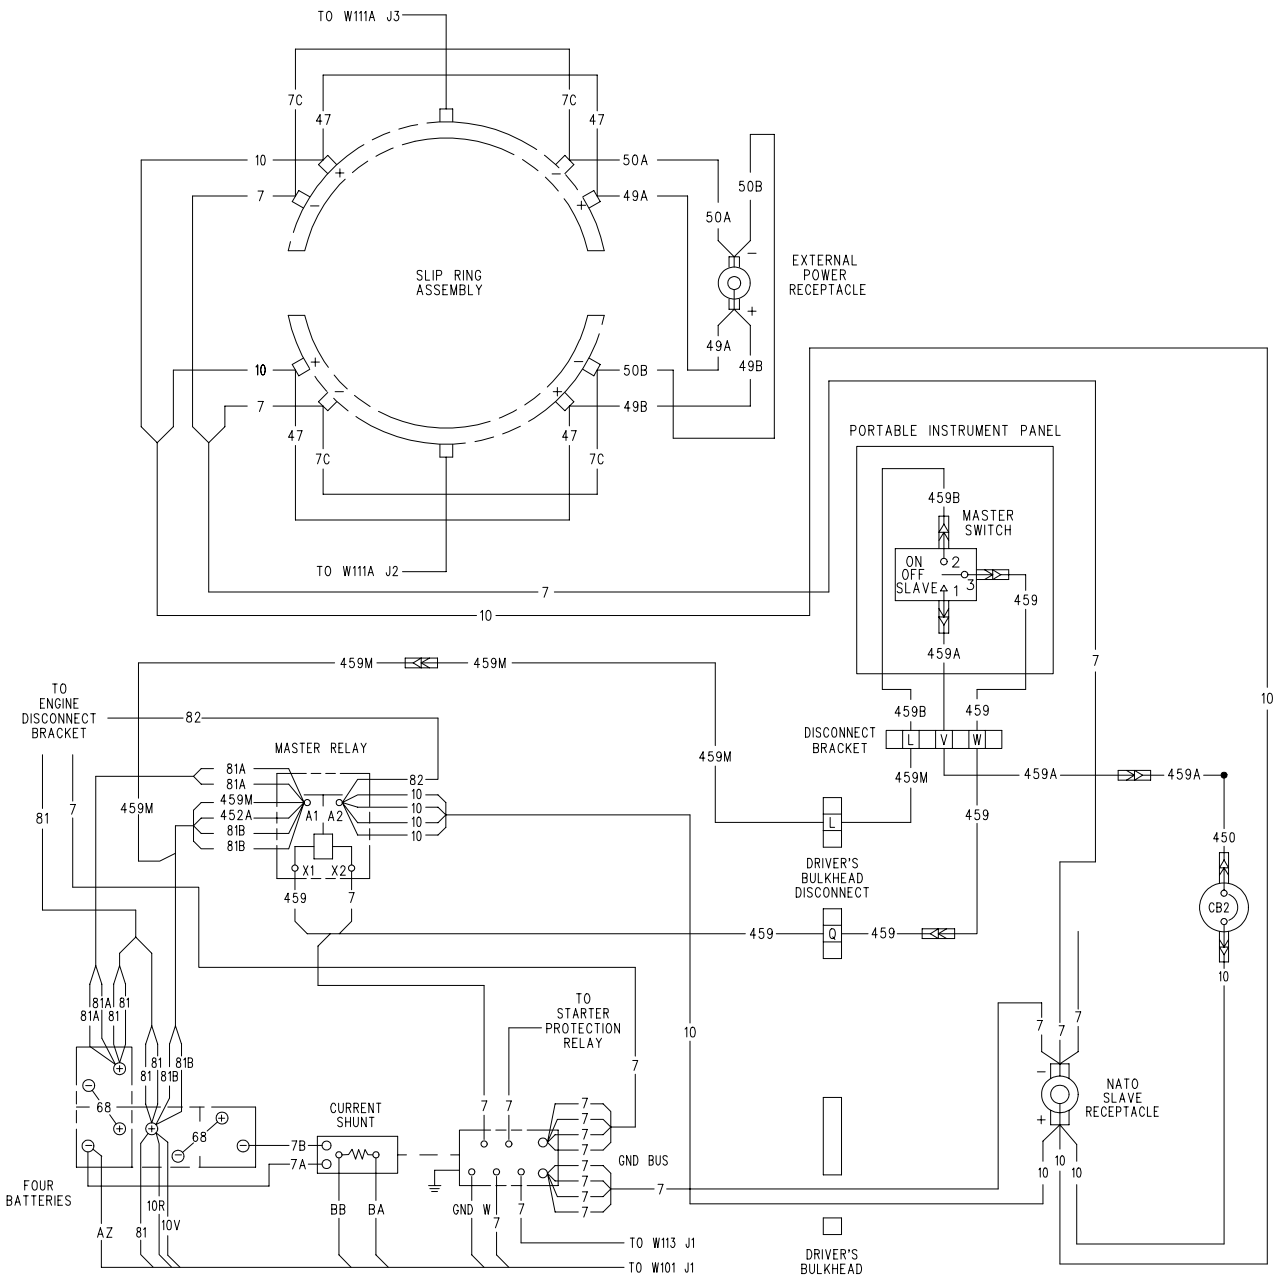 TO W111A J3
7C
7C
47
47
10
50A
50B
7
49A
50A
-
EXTERNAL
POWER
RECEPTACLE
SLIP RING
ASSEMBLY
+
49A
49B
10
50B
7
49B
47
47
7C
7C
PORTABLE INSTRUMENT PANEL
459B
MASTER
SWITCH
ON
OFF
SLAVE
2
3
1
459
TO W111A J2
7
10
459A
7
10
459M
459M
TO
ENGINE
DISCONNECT
BRACKET
82
459B
459
DISCONNECT
BRACKET
L
V
W
MASTER RELAY
459M
459M
459A
459A
81A
81A
82
10
459M
452A
A1
A2
10
10
81B
81B
10
459M
81
7
459
450
L
X1
X2
459
7
DRIVER'S
BULKHEAD
DISCONNECT
CB2
459
Q
459
10
81A
81
81A
81
TO
STARTER
PROTECTION
RELAY
10
7
7
7
81
81B
81
81B
7
NATO
SLAVE
RECEPTACLE
-
+
68
68
CURRENT
SHUNT
7
7
7
7
7
7
7B
7A
GND BUS
10
10
10
7
7
7
7
7
FOUR
BATTERIES
AZ
81
10R
10V
BB
BA
GND W
7
7
TO W113 J1
TO W101 J1
DRIVER'S
BULKHEAD